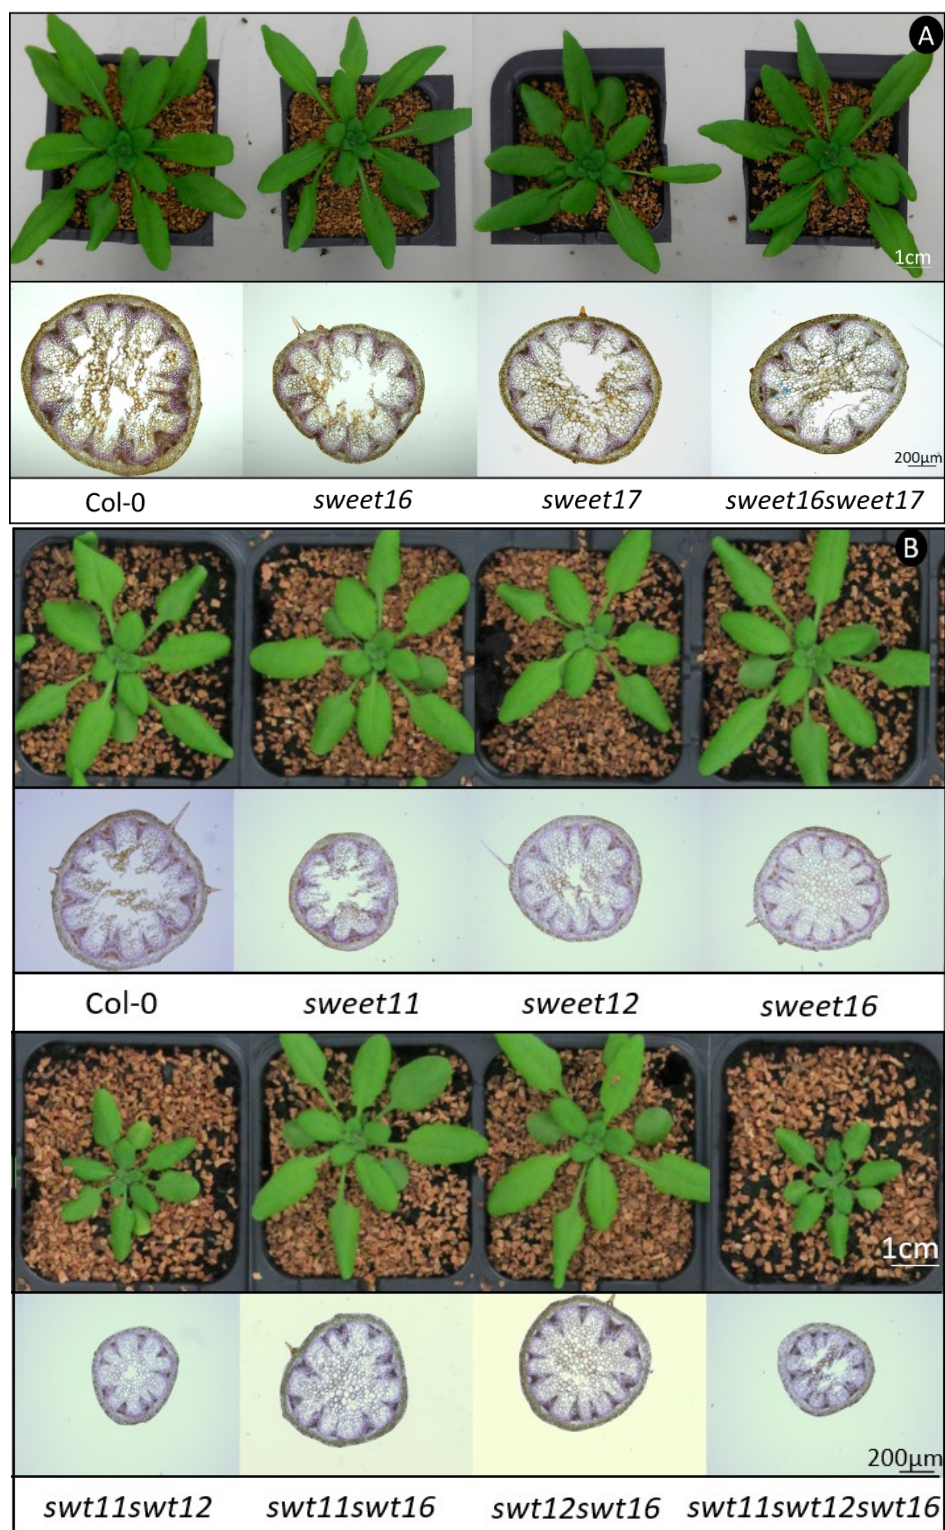 A
1cm
200µm
Col-0 sweet16 sweet17 sweet16sweet17
B
Col-0 sweet11 sweet12 sweet16
1cm
200µm
swt11swt12 swt11swt16 swt12swt16 swt11swt12swt16